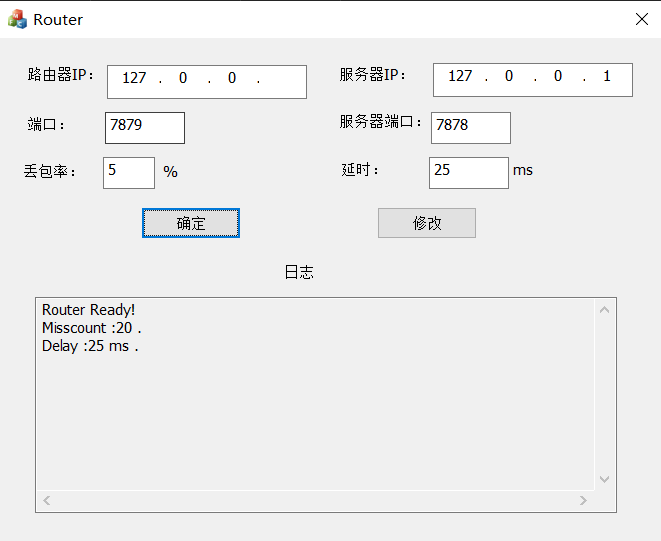 Router
路由器IP： 127 . 0 . 0 .
服务器IP： 127 . 0 . 0 . 1
端口： 7879
服务器端口： 7878
丢包率： 5 %
延时： 25 ms
确定
修改
日志
Router Ready!
Misscount :20 .
Delay :25 ms .